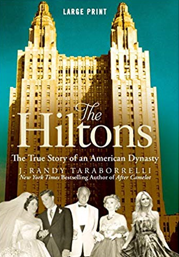 LARGE PRINT
The
Hiltons
The True Story of an American Dynasty
J. RANDY TARABORRELLI
New York Times Bestselling Author of After Camelot